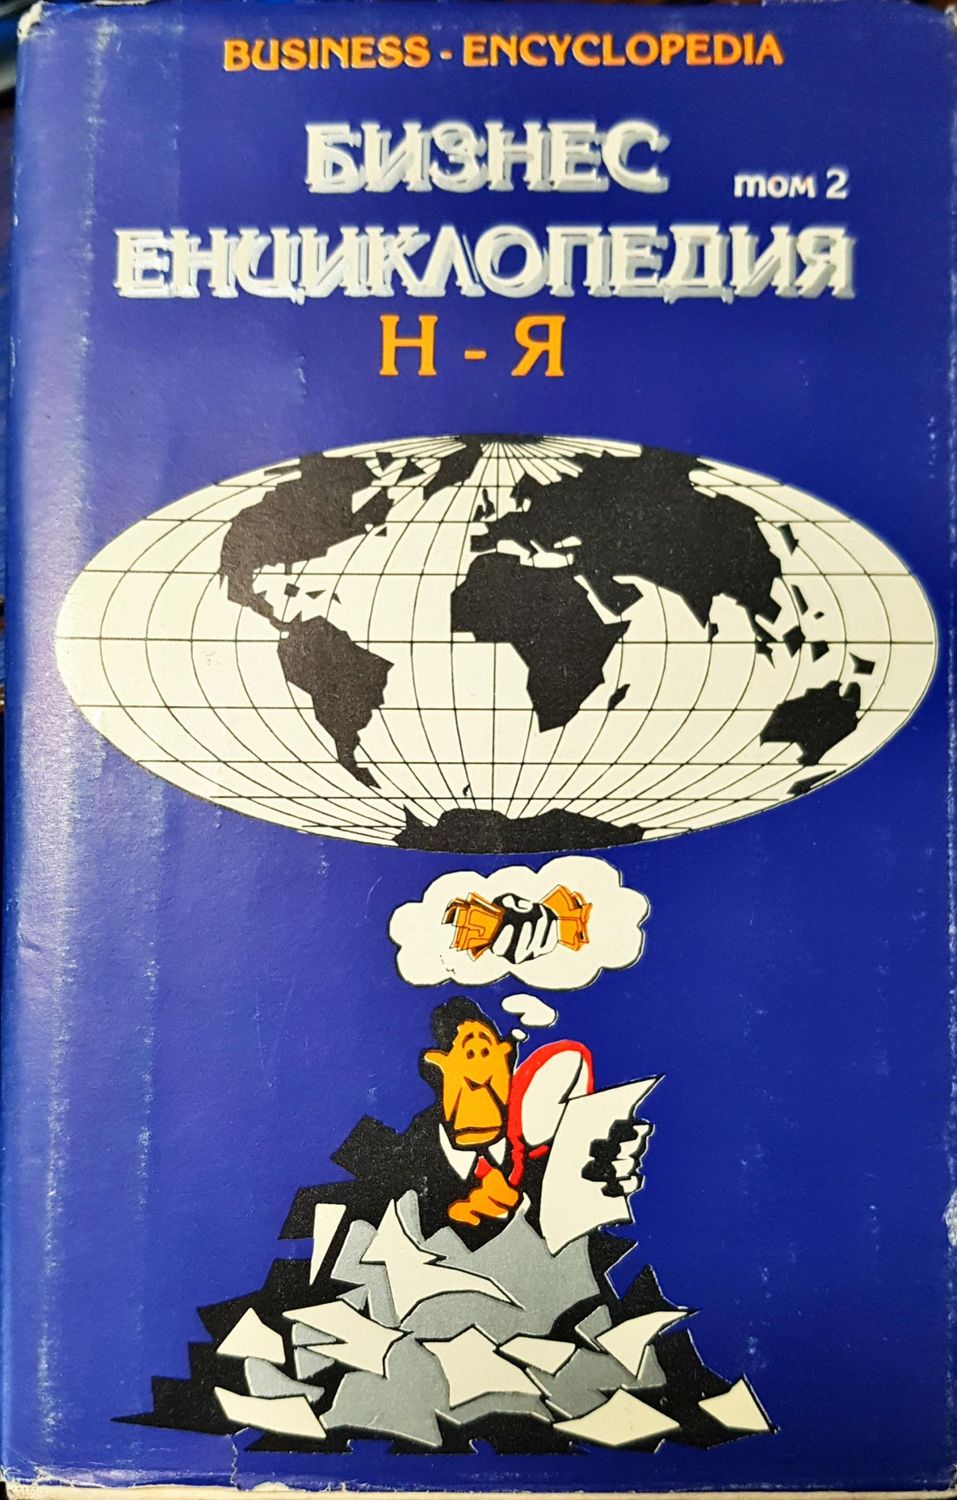 BUSINESS - ENCYCLOPEDIA
БИЗНЕС
том 2
ЕНЦИКЛОПЕДИЯ
Н - Я